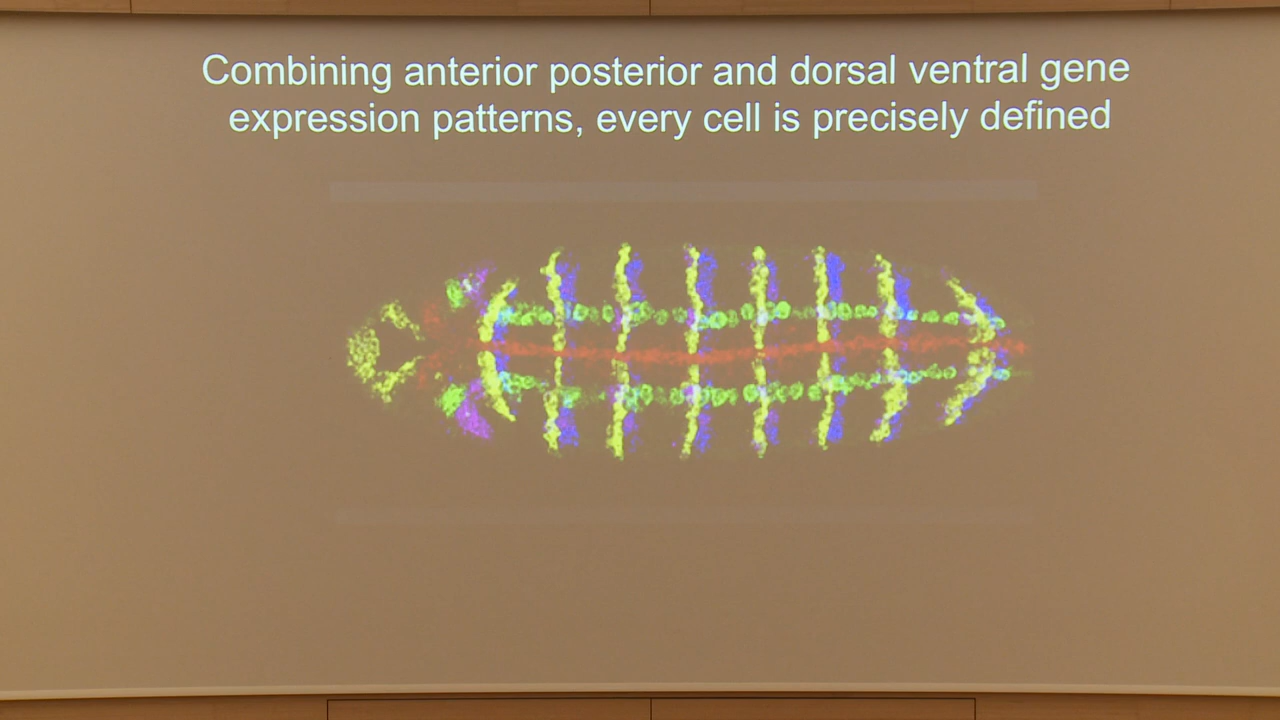 Combining anterior posterior and dorsal ventral gene
expression patterns, every cell is precisely defined